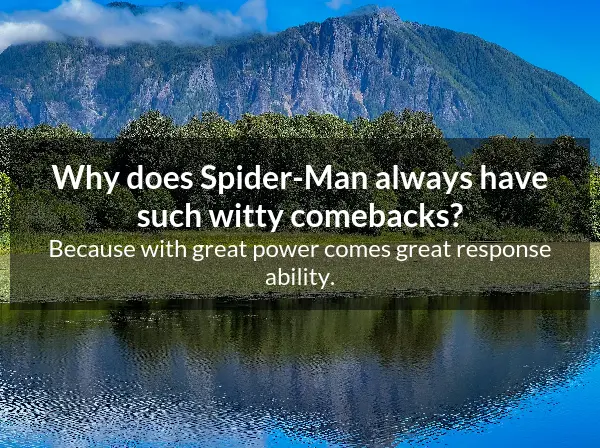 Why does Spider-Man always have
such witty comebacks?
Because with great power comes great response
ability.